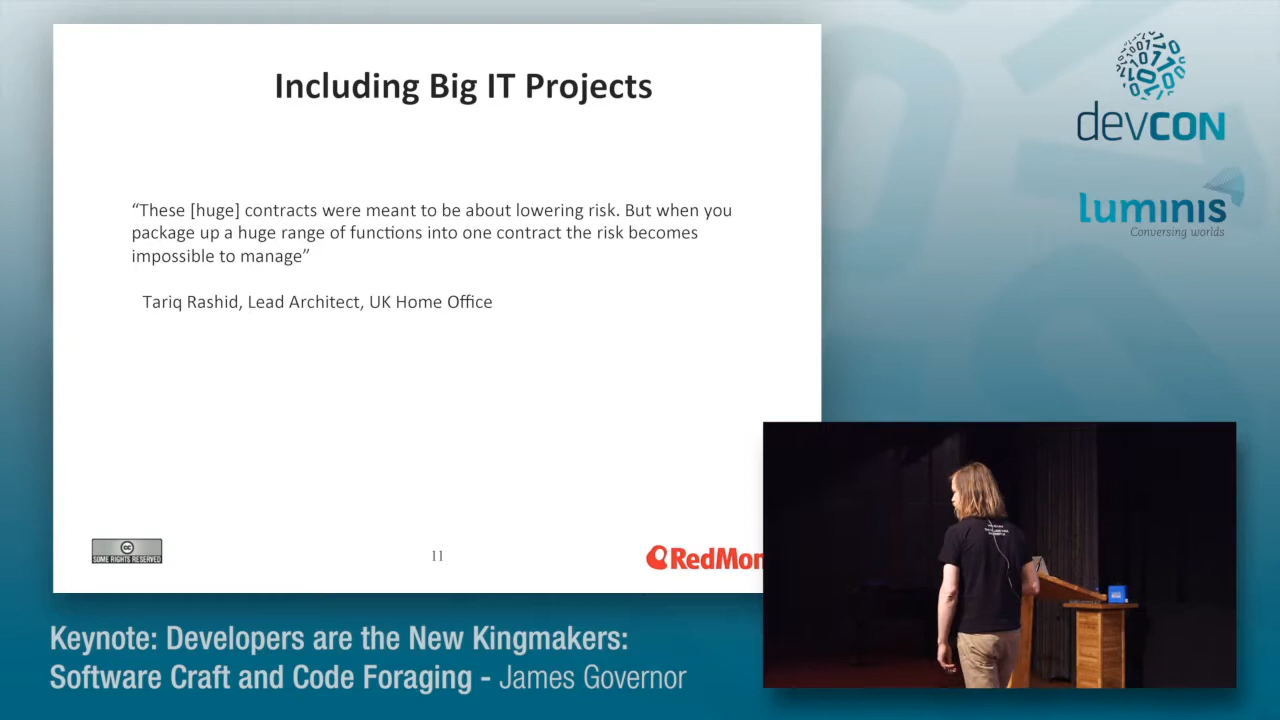 Including Big IT Projects
“These [huge] contracts were meant to be about lowering risk. But when you
package up a huge range of functions into one contract the risk becomes
impossible to manage”
Tariq Rashid, Lead Architect, UK Home Office
CC
SOME RIGHTS RESERVED
11
RedMon
devCON
luminis
Conversing worlds
Keynote: Developers are the New Kingmakers:
Software Craft and Code Foraging - James Governor